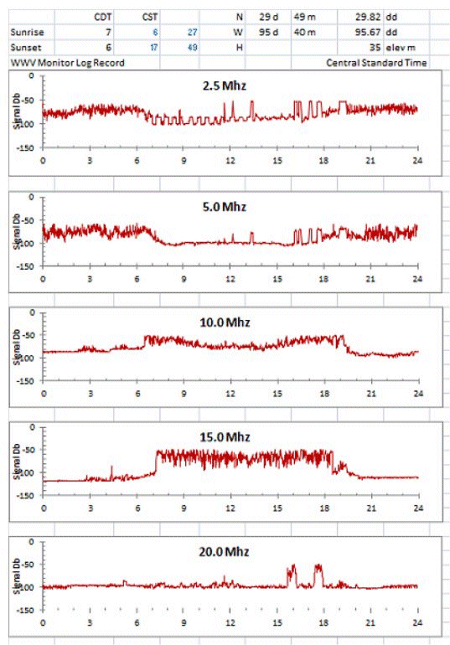 CDT CST N 29 d 49 m 29.82 dd
Sunrise 7 6 27 W 95 d 40 m 95.67 dd
Sunset 6 17 49 H 35 elev m
WWV Monitor Log Record Central Standard Time
2.5 Mhz
Signal Db
0
-50
-100
-150
0 3 6 9 12 15 18 21 24
5.0 Mhz
Signal Db
0
-50
-100
-150
0 3 6 9 12 15 18 21 24
10.0 Mhz
Signal Db
0
-50
-100
-150
0 3 6 9 12 15 18 21 24
15.0 Mhz
Signal Db
0
-50
-100
-150
0 3 6 9 12 15 18 21 24
20.0 Mhz
Signal Db
0
-50
-100
-150
0 3 6 9 12 15 18 21 24